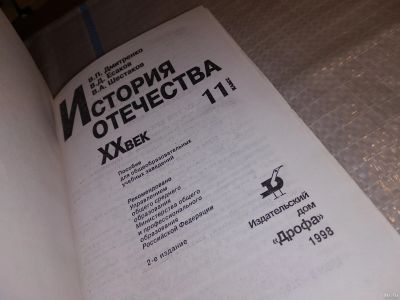 В.П. Дмитренко
В.Д. Есаков
В.А. Шестаков
ИСТОРИЯ
ОТЕЧЕСТВА
XX ВЕК
11
Пособие
для общеобразовательных
учебных заведений
Рекомендовано
Управлением
общего среднего
образования
Министерства общего
и профессионального
образования
Российской Федерации
2-е издание
Издательский
дом
«Дрофа»
1998